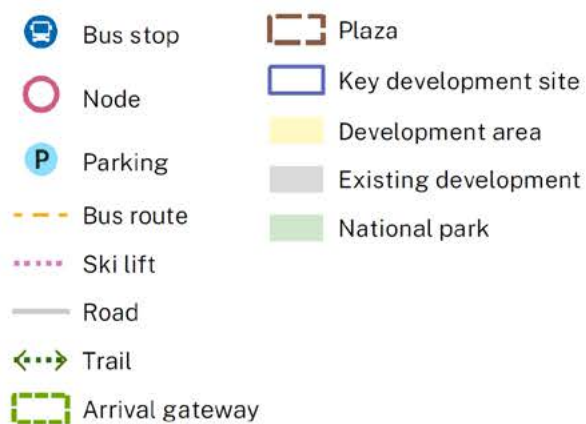 Bus stop
Node
P
Parking
Bus route
Ski lift
Road
Trail
Arrival gateway
Plaza
Key development site
Development area
Existing development
National park